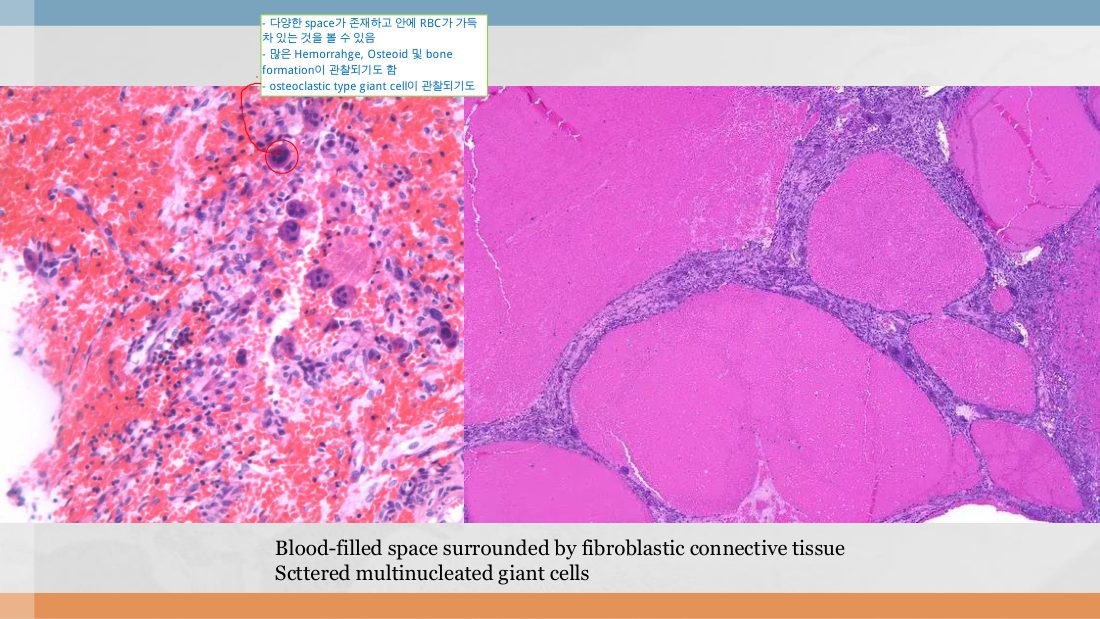 - 다양한 space가 존재하고 안에 RBC가 가득
차 있는 것을 볼 수 있음
- 많은 Hemorrahge, Osteoid 및 bone
formation이 관찰되기도 함
- osteoclastic type giant cell이 관찰되기도
Blood-filled space surrounded by fibroblastic connective tissue
Scttered multinucleated giant cells